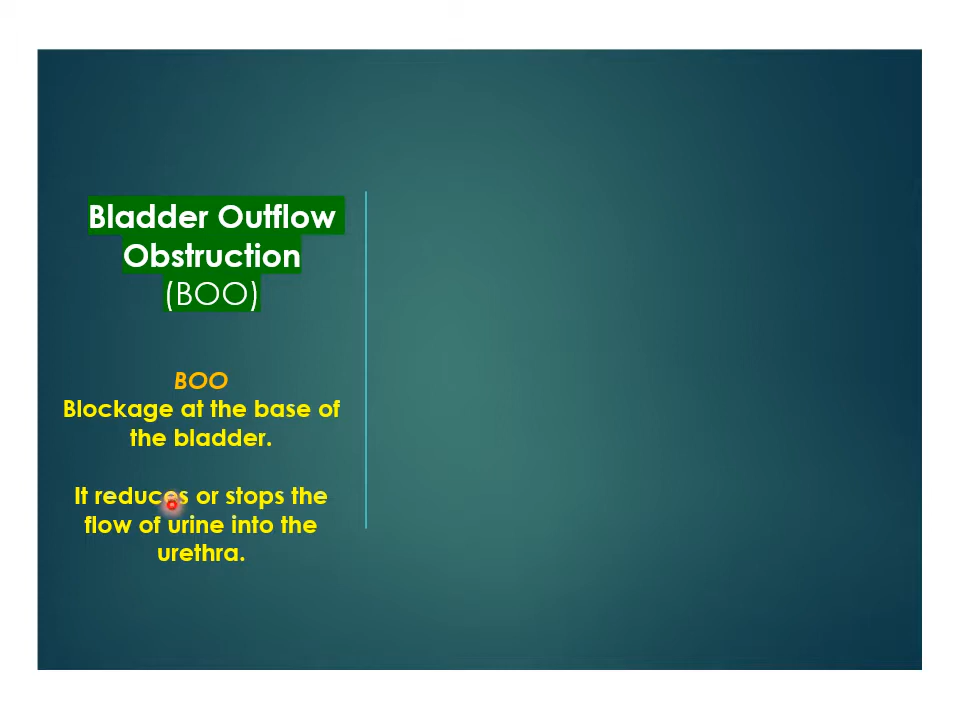 Bladder Outflow
Obstruction
(BOO)
BOO
Blockage at the base of
the bladder.
It reduces or stops the
flow of urine into the
urethra.